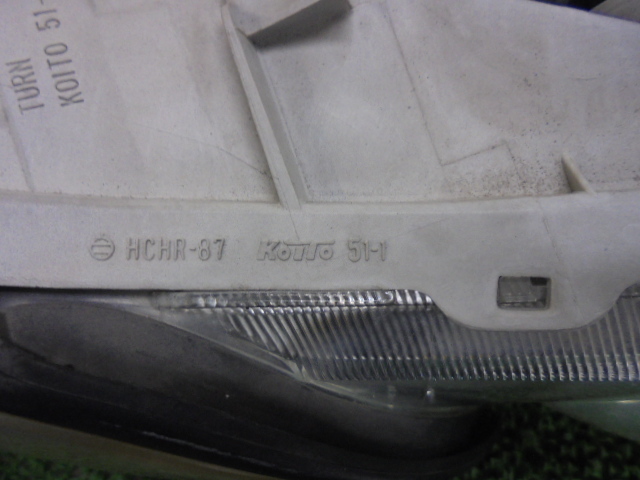 TURN
KOITO 51-
HCHR-87 KOITO 51-1